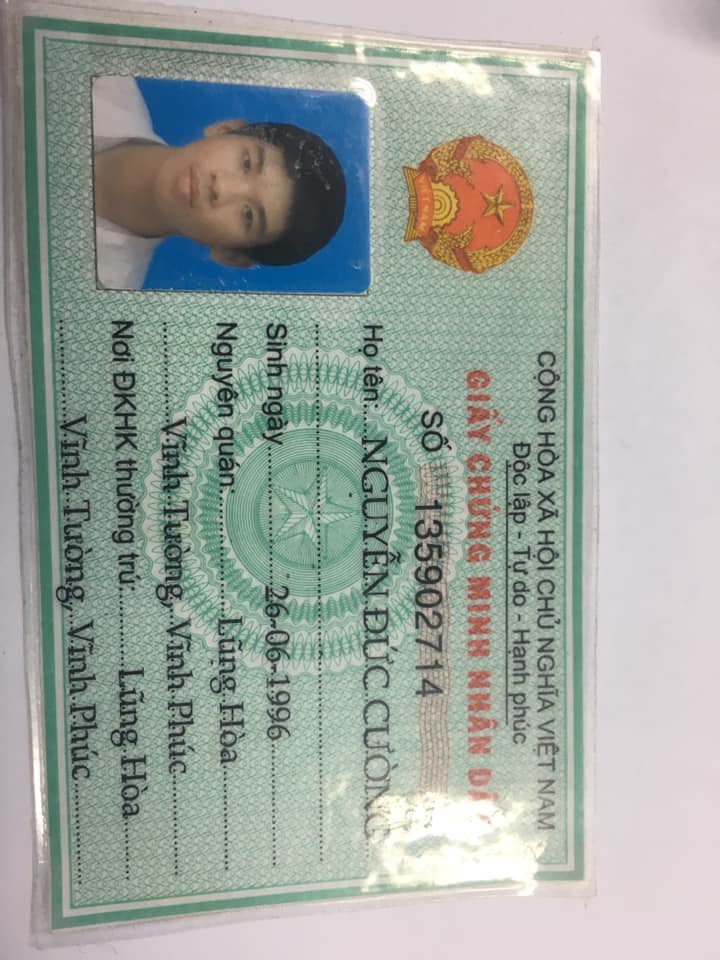 CỘNG HÒA XÃ HỘI CHỦ NGHĨA VIỆT NAM
Độc lập - Tự do - Hạnh phúc
GIẤY CHỨNG MINH NHÂN DÂN
SỐ 135902714
VIỆT NAM
Họ tên: NGUYỄN ĐỨC CƯỜNG
Sinh ngày 26-06-1996
Nguyên quán: Lũng Hòa
Vĩnh Tường, Vĩnh Phúc
Nơi ĐKHK thường trú: Lũng Hòa
Vĩnh Tường, Vĩnh Phúc